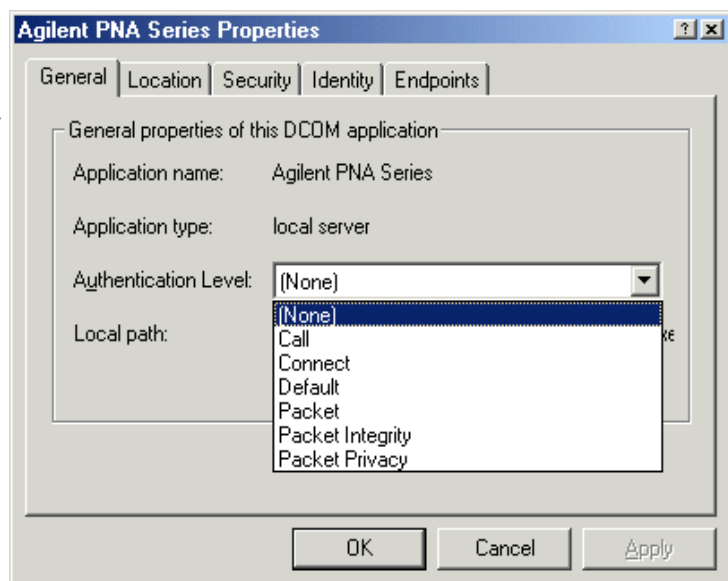 Agilent PNA Series Properties
General Location Security Identity Endpoints
General properties of this DCOM application
Application name: Agilent PNA Series
Application type: local server
Authentication Level: (None)
(None)
Local path:
Call
Connect
Default
Packet
Packet Integrity
Packet Privacy
OK Cancel Apply